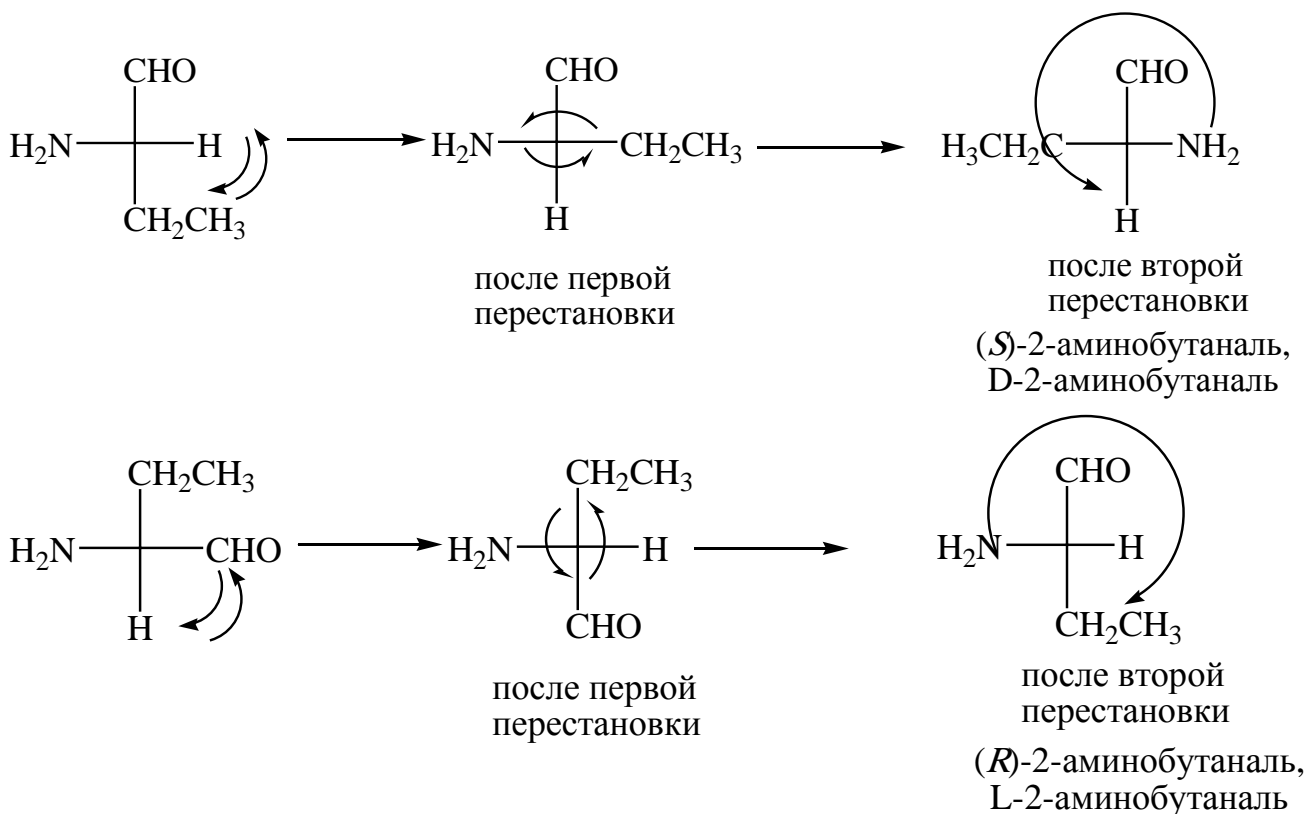 CHO
H₂N H
CH₂CH₃
CHO
H₂N CH₂CH₃
H
после первой
перестановки
CHO
H₃CH₂C NH₂
H
после второй
перестановки
(S)-2-аминобутаналь,
D-2-аминобутаналь
CH₂CH₃
H₂N CHO
H
CH₂CH₃
H₂N H
CHO
после первой
перестановки
CHO
H₂N H
CH₂CH₃
после второй
перестановки
(R)-2-аминобутаналь,
L-2-аминобутаналь